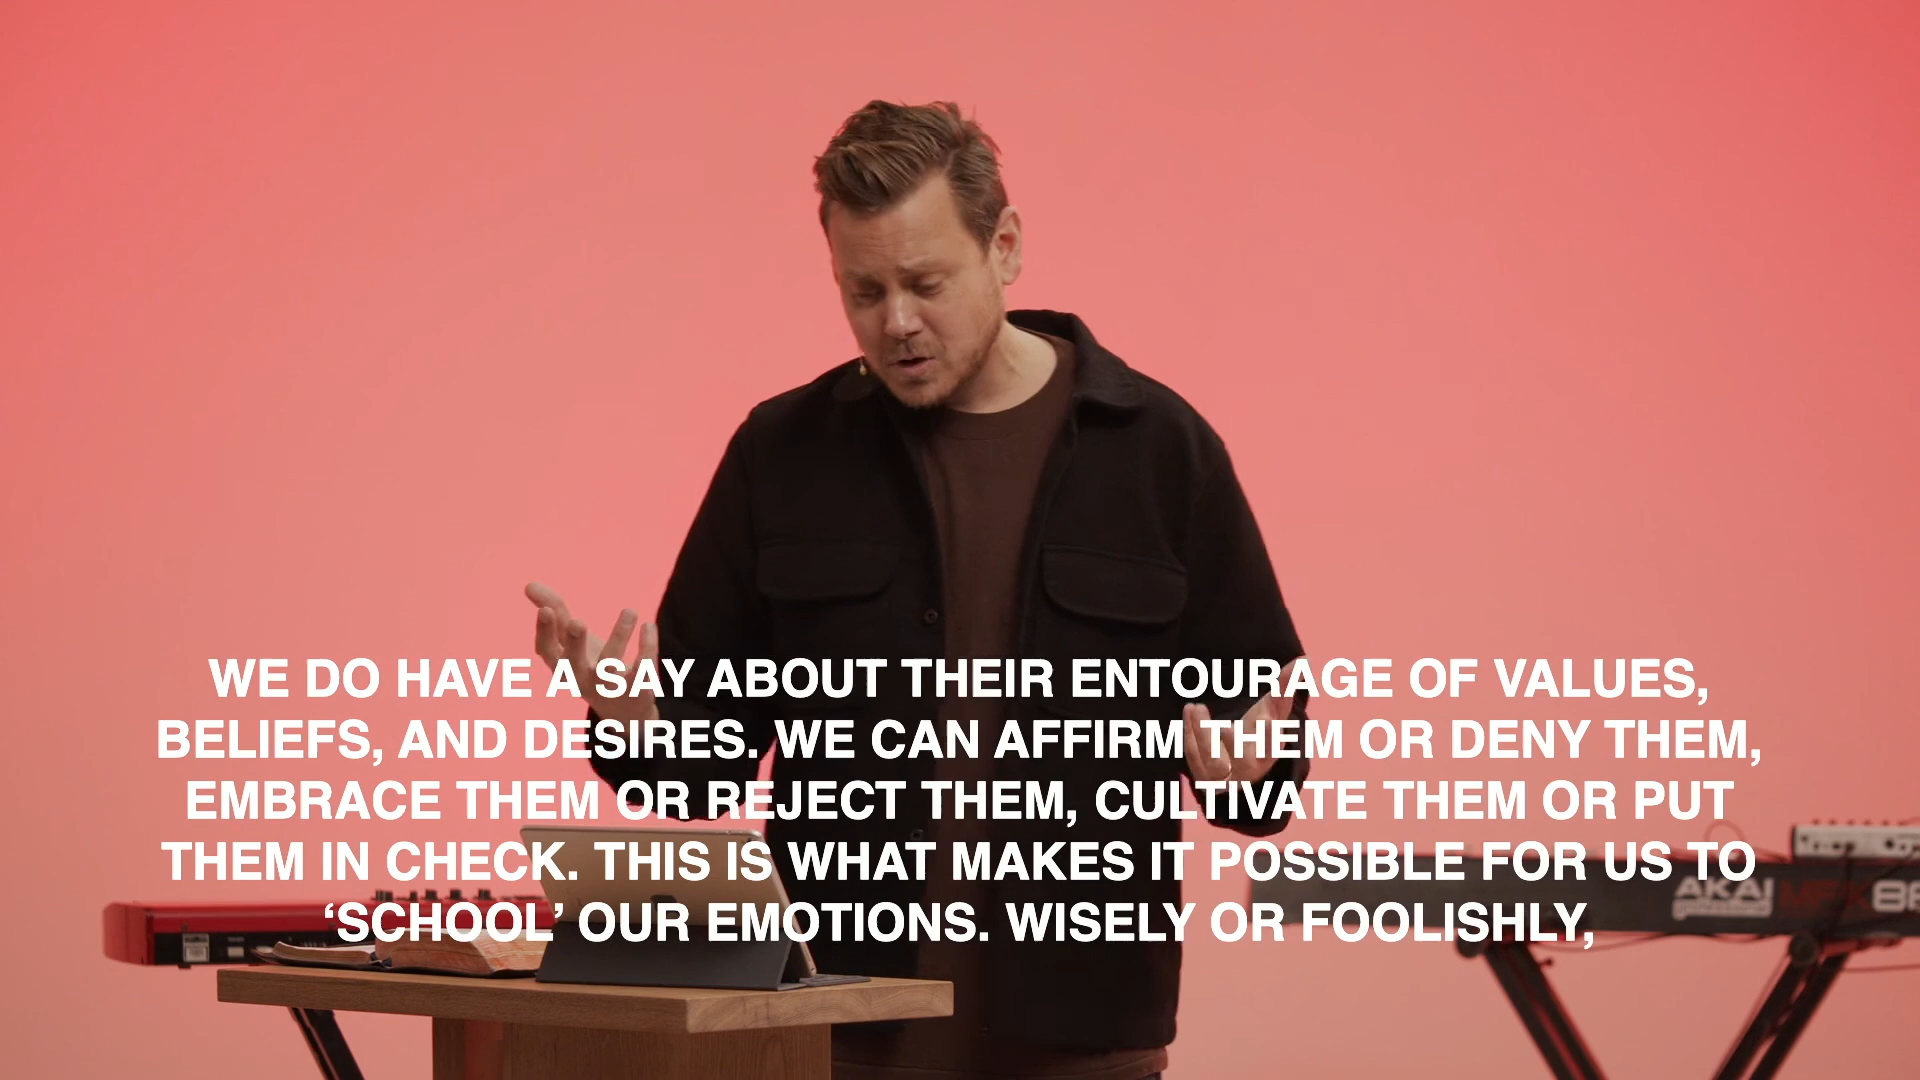 WE DO HAVE A SAY ABOUT THEIR ENTOURAGE OF VALUES,
BELIEFS, AND DESIRES. WE CAN AFFIRM THEM OR DENY THEM,
EMBRACE THEM OR REJECT THEM, CULTIVATE THEM OR PUT
THEM IN CHECK. THIS IS WHAT MAKES IT POSSIBLE FOR US TO
‘SCHOOL’ OUR EMOTIONS. WISELY OR FOOLISHLY,
AKAI